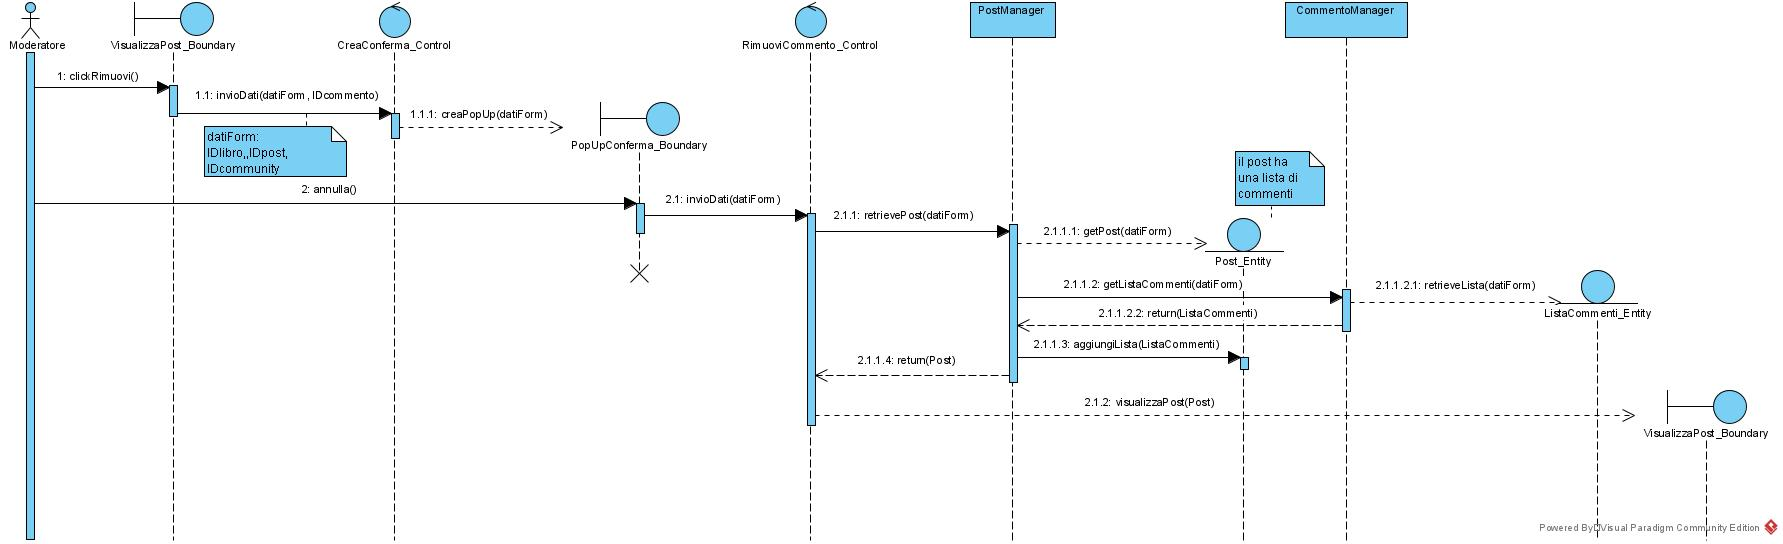 Moderatore
VisualizzaPost_Boundary
CreaConferma_Control
RimuoviCommento_Control
PostManager
CommentoManager
1: clickRimuovi()
1.1: invioDati(datiForm, IDcommento)
1.1.1: creaPopUp(datiForm)
datiForm:
IDlibro,,IDpost,
IDcommunity
PopUpConferma_Boundary
il post ha
una lista di
commenti
2: annulla()
2.1: invioDati(datiForm)
2.1.1: retrievePost(datiForm)
2.1.1.1: getPost(datiForm)
Post_Entity
2.1.1.2: getListaCommenti(datiForm)
2.1.1.2.1: retrieveLista(datiForm)
ListaCommenti_Entity
2.1.1.2.2: return(ListaCommenti)
2.1.1.3: aggiungiLista(ListaCommenti)
2.1.1.4: return(Post)
2.1.2: visualizzaPost(Post)
VisualizzaPost_Boundary
Powered By Visual Paradigm Community Edition